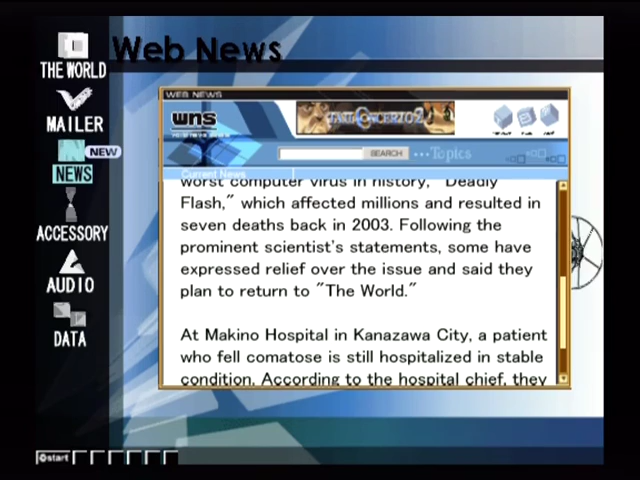 Web News
THE WORLD
MAILER
NEW
NEWS
ACCESSORY
AUDIO
DATA
WEB NEWS
wns
SEARCH
Topics
Current News
worst computer virus in history, "Deadly
Flash," which affected millions and resulted in
seven deaths back in 2003. Following the
prominent scientist's statements, some have
expressed relief over the issue and said they
plan to return to "The World."
At Makino Hospital in Kanazawa City, a patient
who fell comatose is still hospitalized in stable
condition. According to the hospital chief, they
start